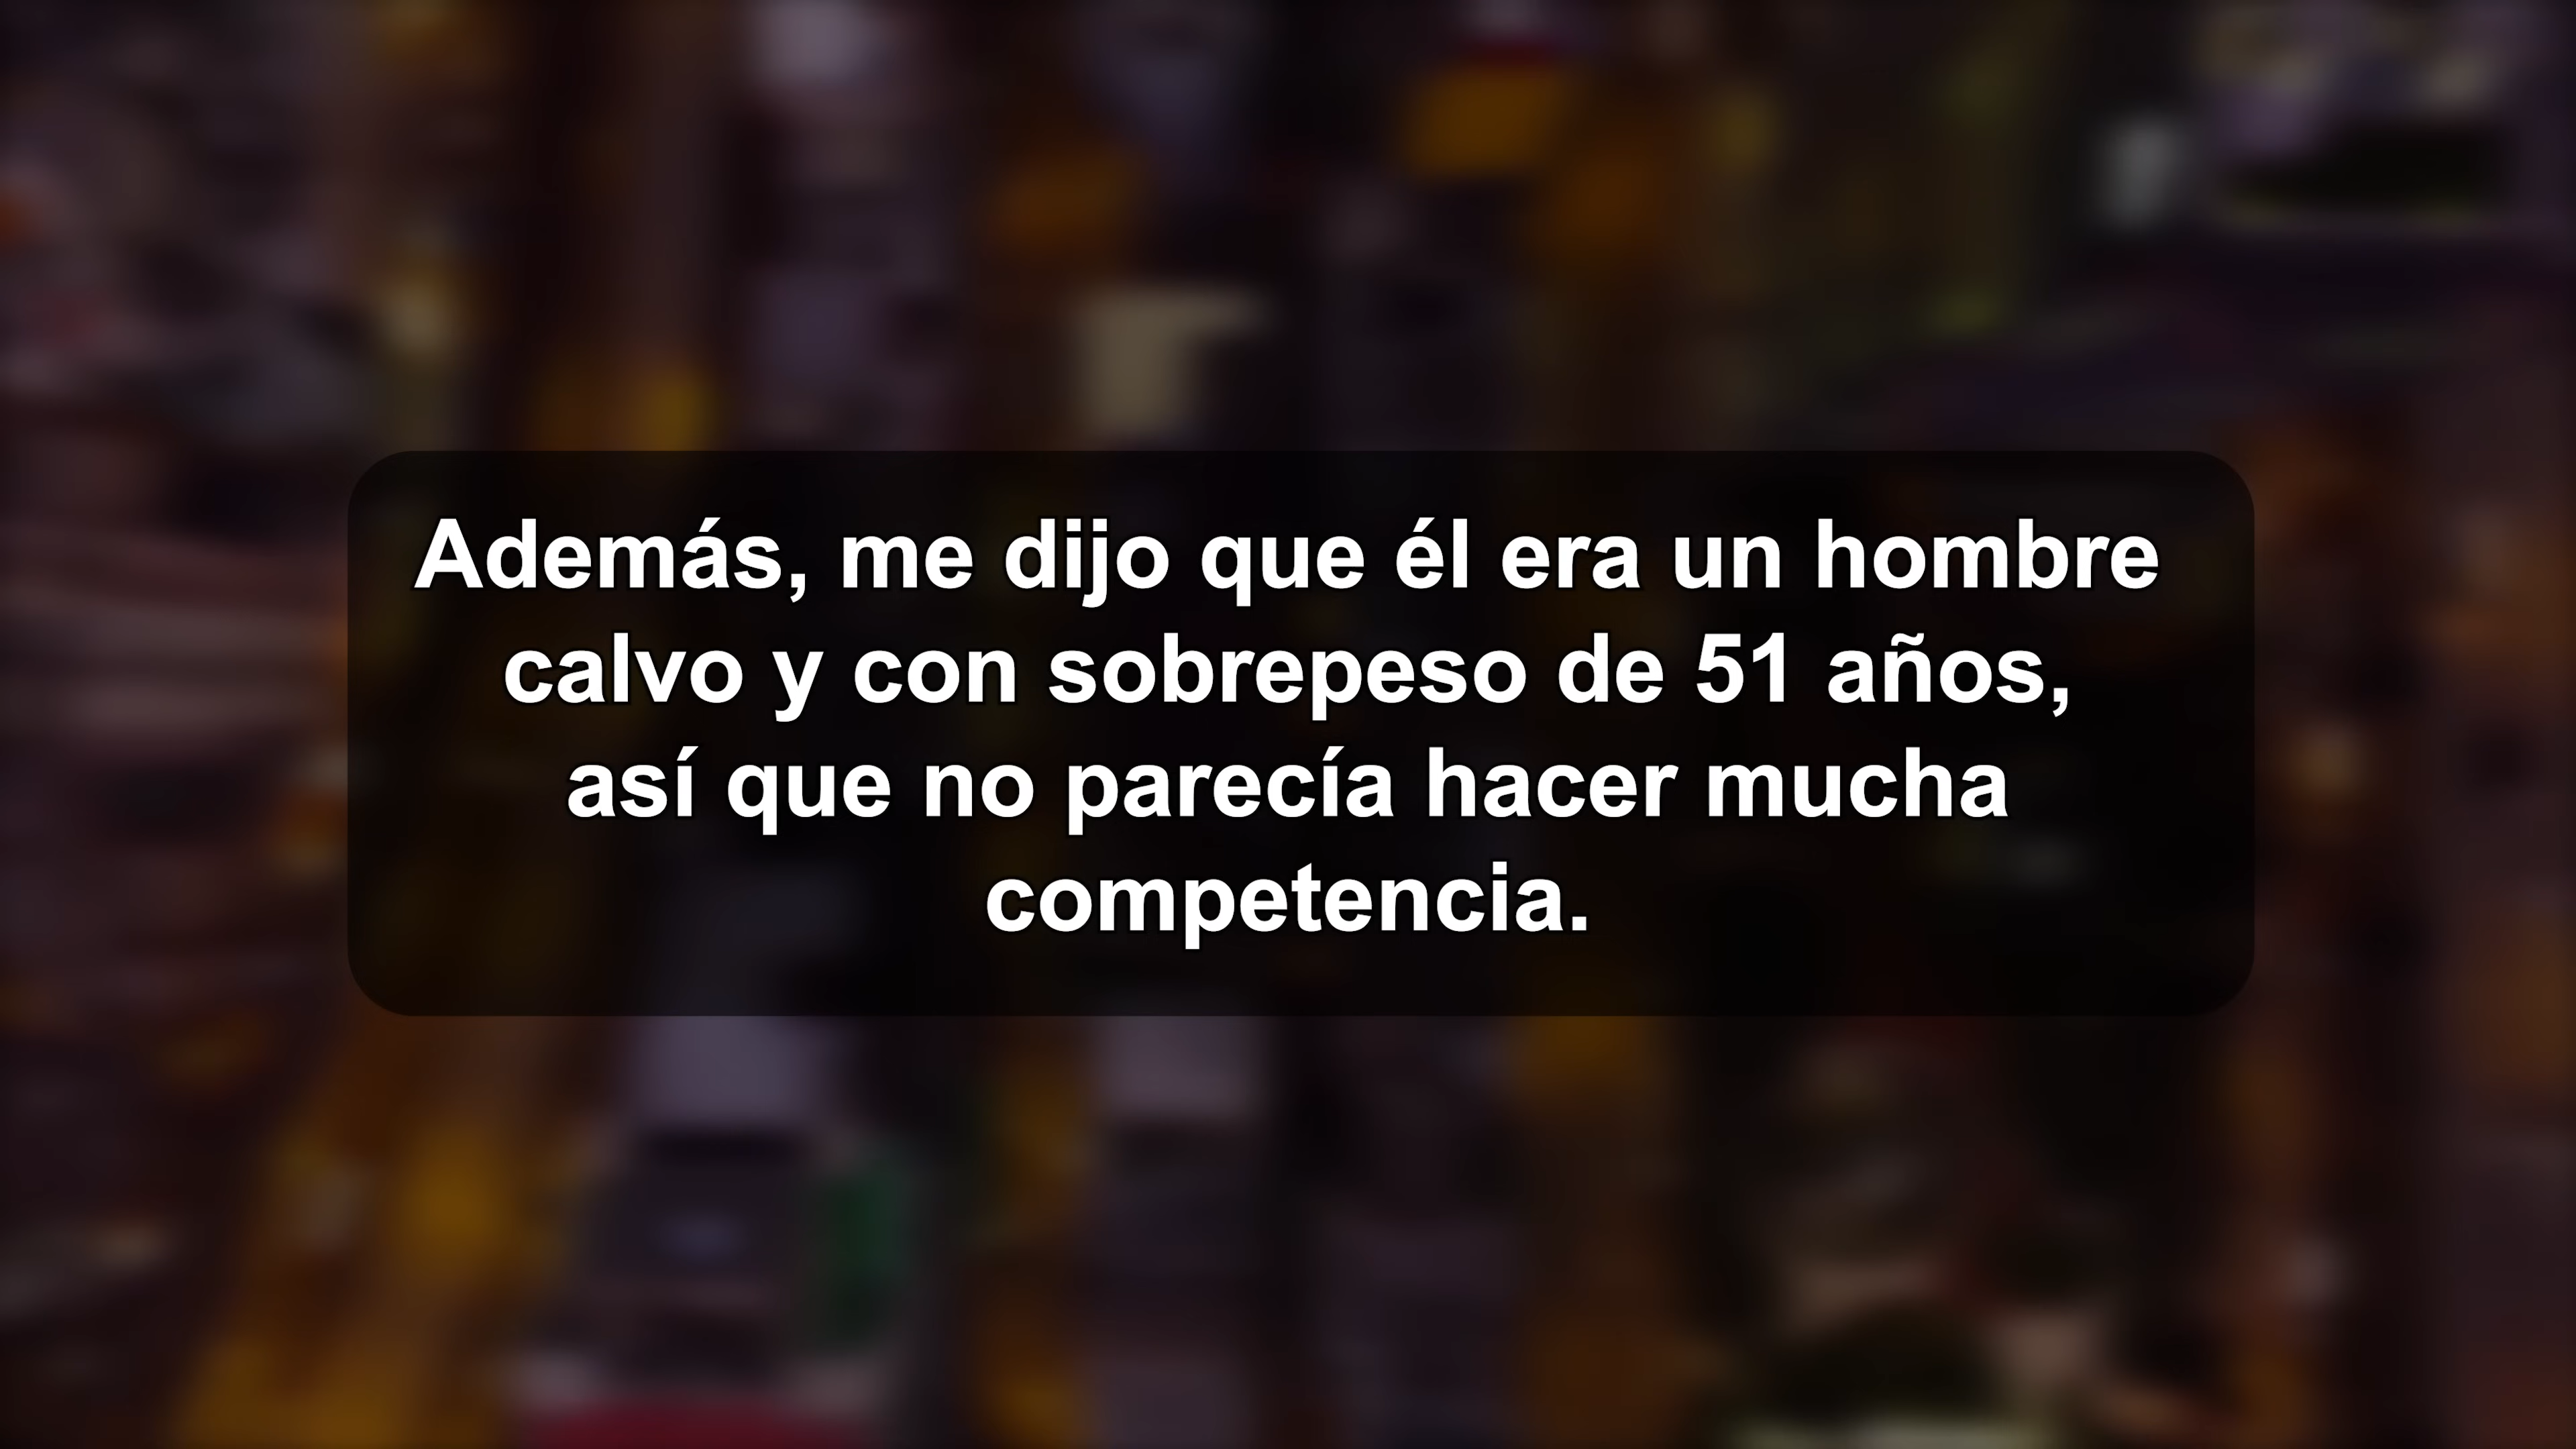 Además, me dijo que él era un hombre
calvo y con sobrepeso de 51 años,
así que no parecía hacer mucha
competencia.